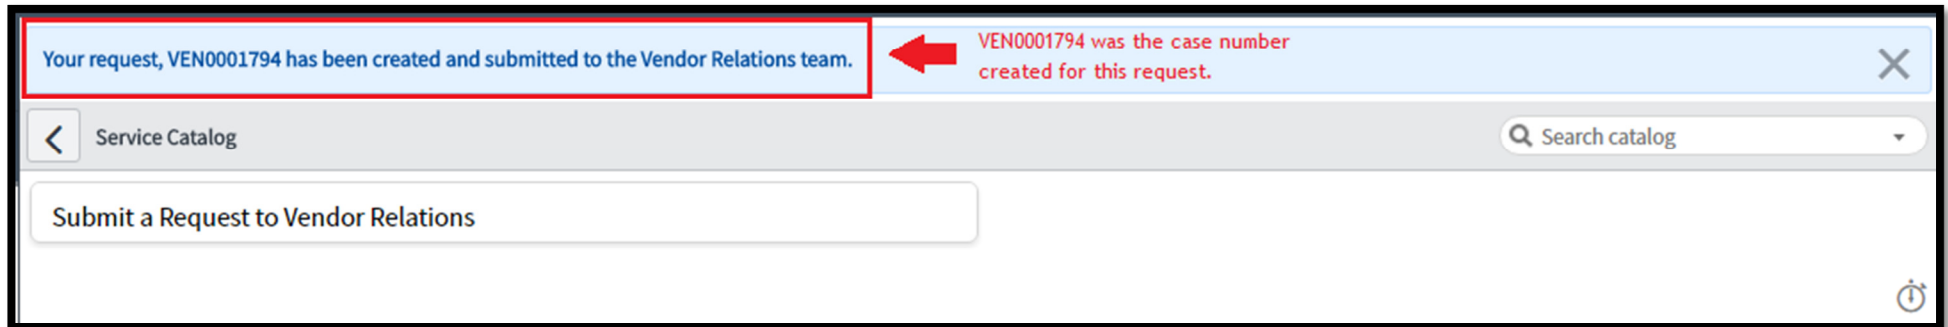 Your request, VEN0001794 has been created and submitted to the Vendor Relations team.
VEN0001794 was the case number
created for this request.
Service Catalog
Search catalog
Submit a Request to Vendor Relations